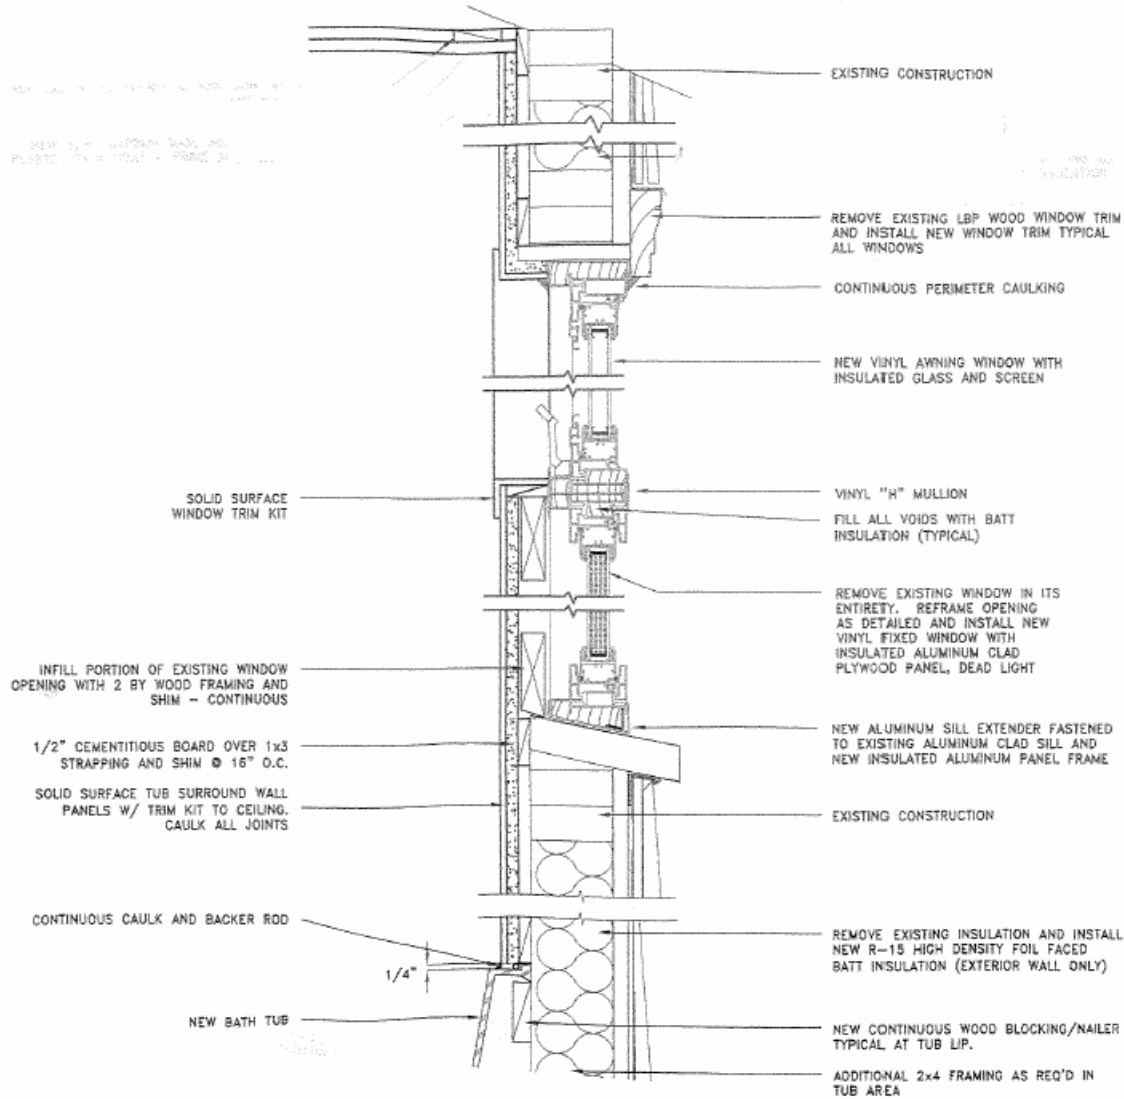 EXISTING CONSTRUCTION
REMOVE EXISTING LBP WOOD WINDOW TRIM
AND INSTALL NEW WINDOW TRIM TYPICAL
ALL WINDOWS
CONTINUOUS PERIMETER CAULKING
NEW VINYL AWNING WINDOW WITH
INSULATED GLASS AND SCREEN
SOLID SURFACE
WINDOW TRIM KIT
VINYL "H" MULLION
FILL ALL VOIDS WITH BATT
INSULATION (TYPICAL)
REMOVE EXISTING WINDOW IN ITS
ENTIRETY. REFRAME OPENING
AS DETAILED AND INSTALL NEW
VINYL FIXED WINDOW WITH
INSULATED ALUMINUM CLAD
PLYWOOD PANEL, DEAD LIGHT
INFILL PORTION OF EXISTING WINDOW
OPENING WITH 2 BY WOOD FRAMING AND
SHIM - CONTINUOUS
NEW ALUMINUM SILL EXTENDER FASTENED
TO EXISTING ALUMINUM CLAD SILL AND
NEW INSULATED ALUMINUM PANEL FRAME
1/2" CEMENTITIOUS BOARD OVER 1x3
STRAPPING AND SHIM @ 16" O.C.
SOLID SURFACE TUB SURROUND WALL
PANELS W/ TRIM KIT TO CEILING.
CAULK ALL JOINTS
EXISTING CONSTRUCTION
CONTINUOUS CAULK AND BACKER ROD
REMOVE EXISTING INSULATION AND INSTALL
NEW R-15 HIGH DENSITY FOIL FACED
BATT INSULATION (EXTERIOR WALL ONLY)
1/4"
NEW BATH TUB
NEW CONTINUOUS WOOD BLOCKING/NAILER
TYPICAL AT TUB LIP.
ADDITIONAL 2x4 FRAMING AS REQ'D IN
TUB AREA